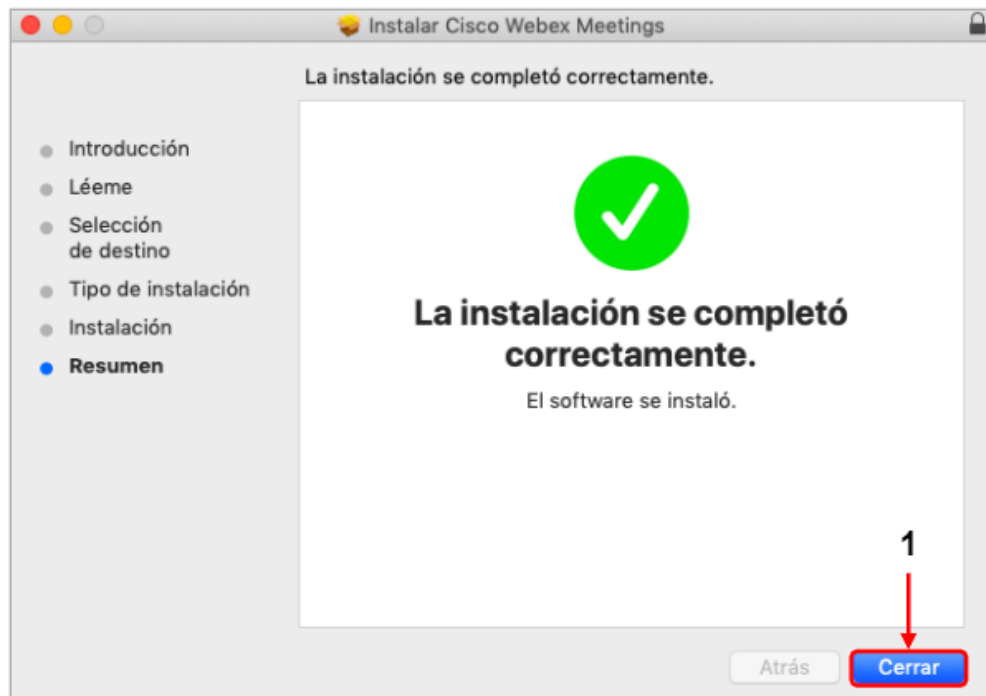 Instalar Cisco Webex Meetings
La instalación se completó correctamente.
Introducción
Léeme
Selección
de destino
Tipo de instalación
Instalación
Resumen
La instalación se completó
correctamente.
El software se instaló.
1
Atrás
Cerrar